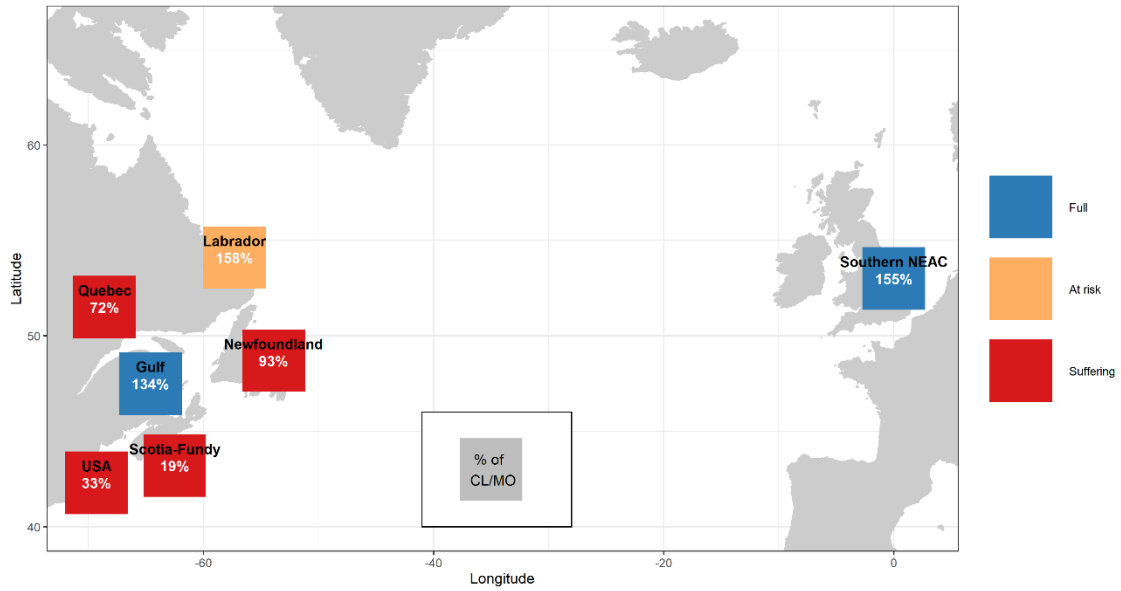 60
50
40
Latitude
Labrador
158%
Quebec
72%
Newfoundland
93%
Gulf
134%
Scotia-Fundy
19%
USA
33%
Southern NEAC
155%
% of
CL/MO
-60
-40
-20
0
Longitude
Full
At risk
Suffering